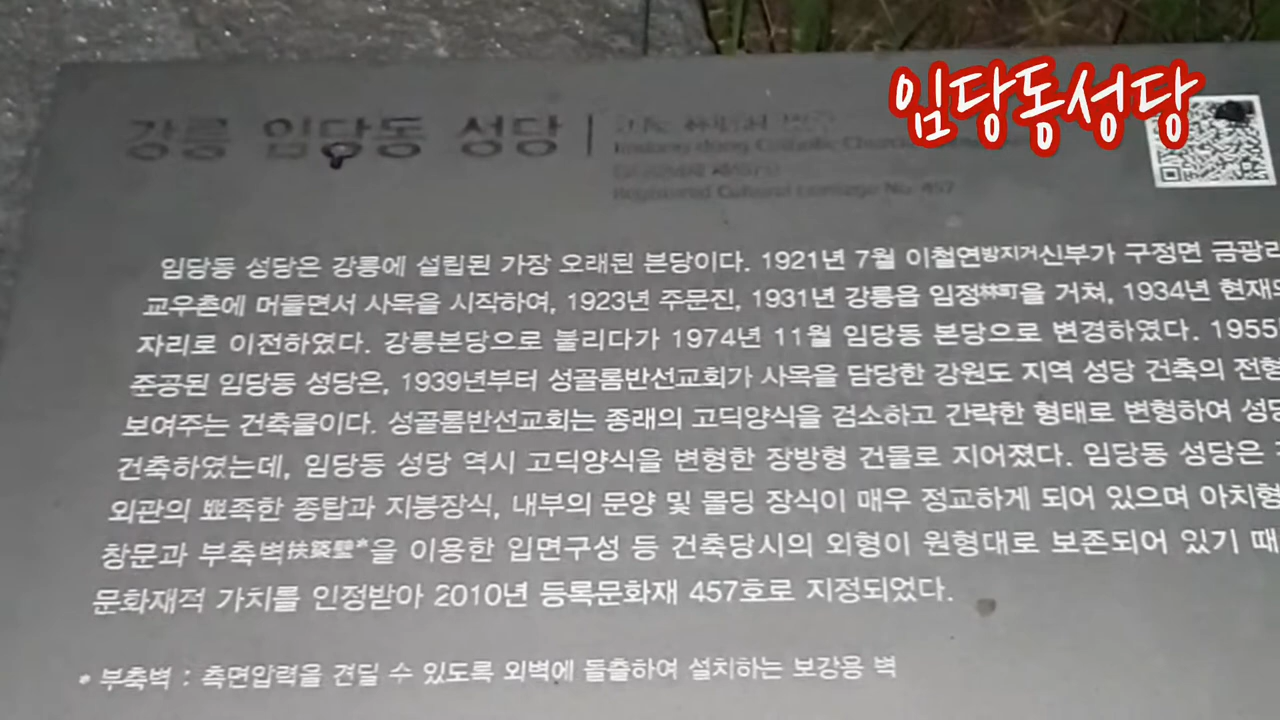 임당동성당
강릉 임당동 성당
Imdang-dong Catholic Church
Registered Cultural Heritage No. 457
임당동 성당은 강릉에 설립된 가장 오래된 본당이다. 1921년 7월 이철연방지거신부가 구정면 금광리
교우촌에 머물면서 사목을 시작하여, 1923년 주문진, 1931년 강릉읍 임정林町을 거쳐, 1934년 현재의
자리로 이전하였다. 강릉본당으로 불리다가 1974년 11월 임당동 본당으로 변경하였다. 1955
준공된 임당동 성당은, 1939년부터 성골롬반선교회가 사목을 담당한 강원도 지역 성당 건축의 전형
보여주는 건축물이다. 성골롬반선교회는 종래의 고딕양식을 검소하고 간략한 형태로 변형하여 성당
건축하였는데, 임당동 성당 역시 고딕양식을 변형한 장방형 건물로 지어졌다. 임당동 성당은
외관의 뾰족한 종탑과 지붕장식, 내부의 문양 및 몰딩 장식이 매우 정교하게 되어 있으며 아치형
창문과 부축벽扶築壁*을 이용한 입면구성 등 건축당시의 외형이 원형대로 보존되어 있기 때
문화재적 가치를 인정받아 2010년 등록문화재 457호로 지정되었다.
* 부축벽 : 측면압력을 견딜 수 있도록 외벽에 돌출하여 설치하는 보강용 벽